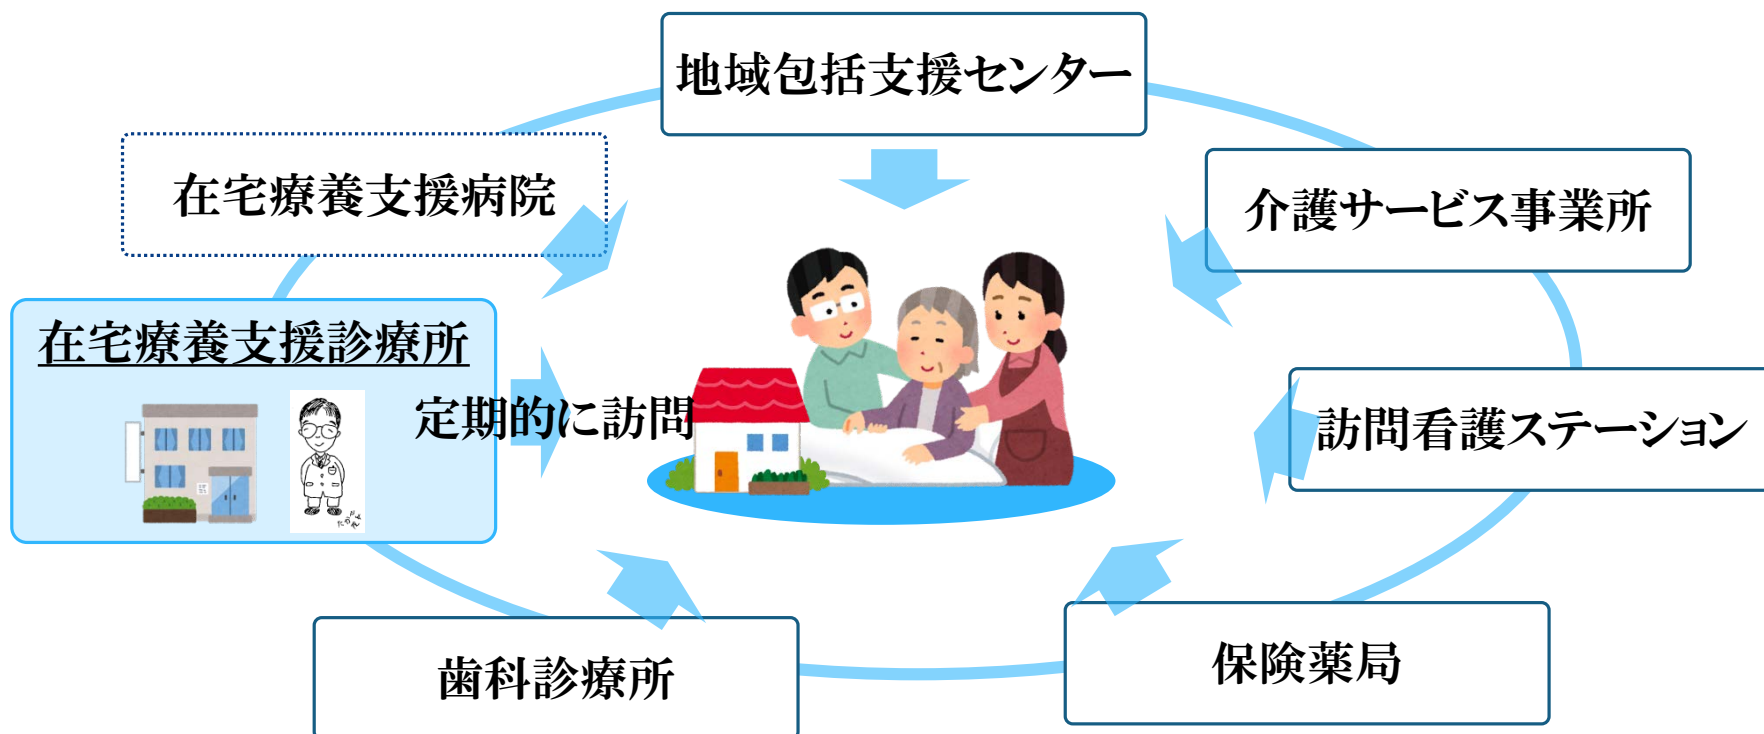 地域包括支援センター
在宅療養支援病院
介護サービス事業所
在宅療養支援診療所
定期的に訪問
訪問看護ステーション
保険薬局
歯科診療所